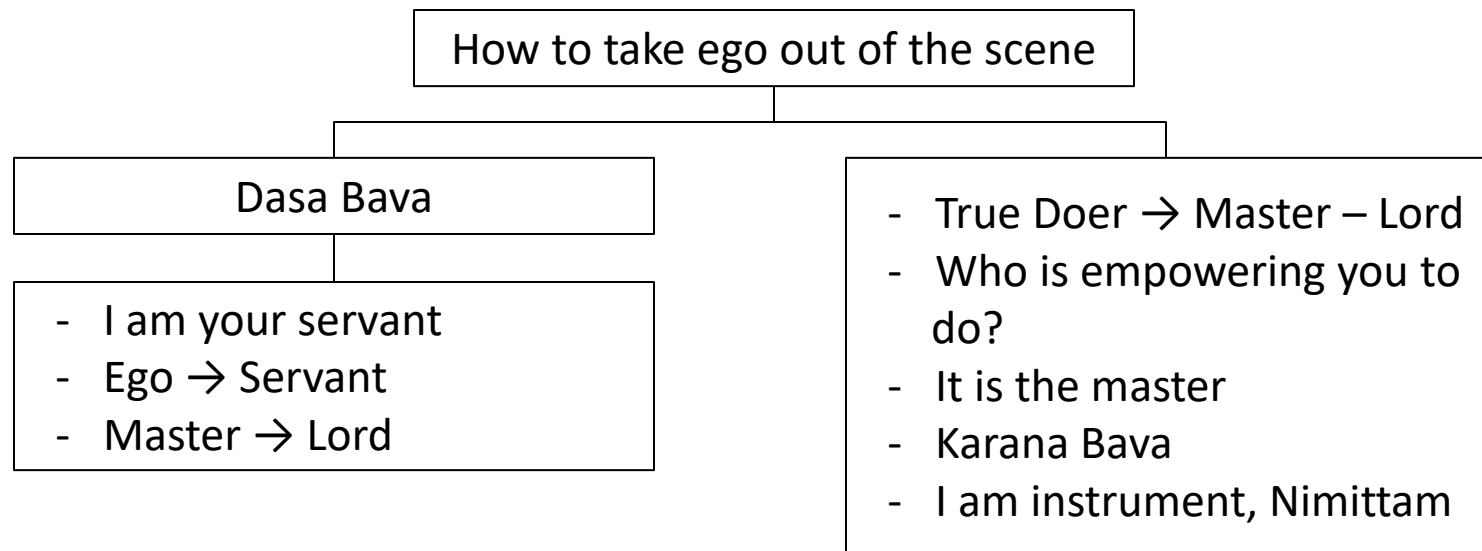 How to take ego out of the scene
Dasa Bava
- I am your servant
- Ego → Servant
- Master → Lord
- True Doer → Master – Lord
- Who is empowering you to
do?
- It is the master
- Karana Bava
- I am instrument, Nimittam